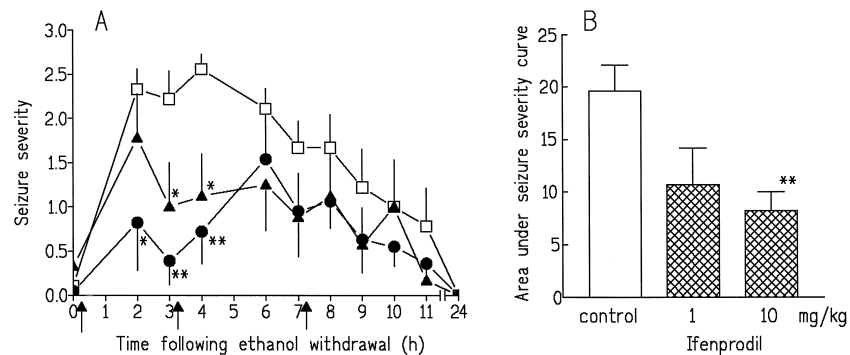 A
Seizure severity
3.0
2.5
2.0
1.5
1.0
0.5
0.0
*
*
*
**
**
0 1 2 3 4 5 6 7 8 9 10 11 24
Time following ethanol withdrawal (h)
B
Area under seizure severity curve
25
20
15
10
5
0
**
control 1 10 mg/kg
Ifenprodil